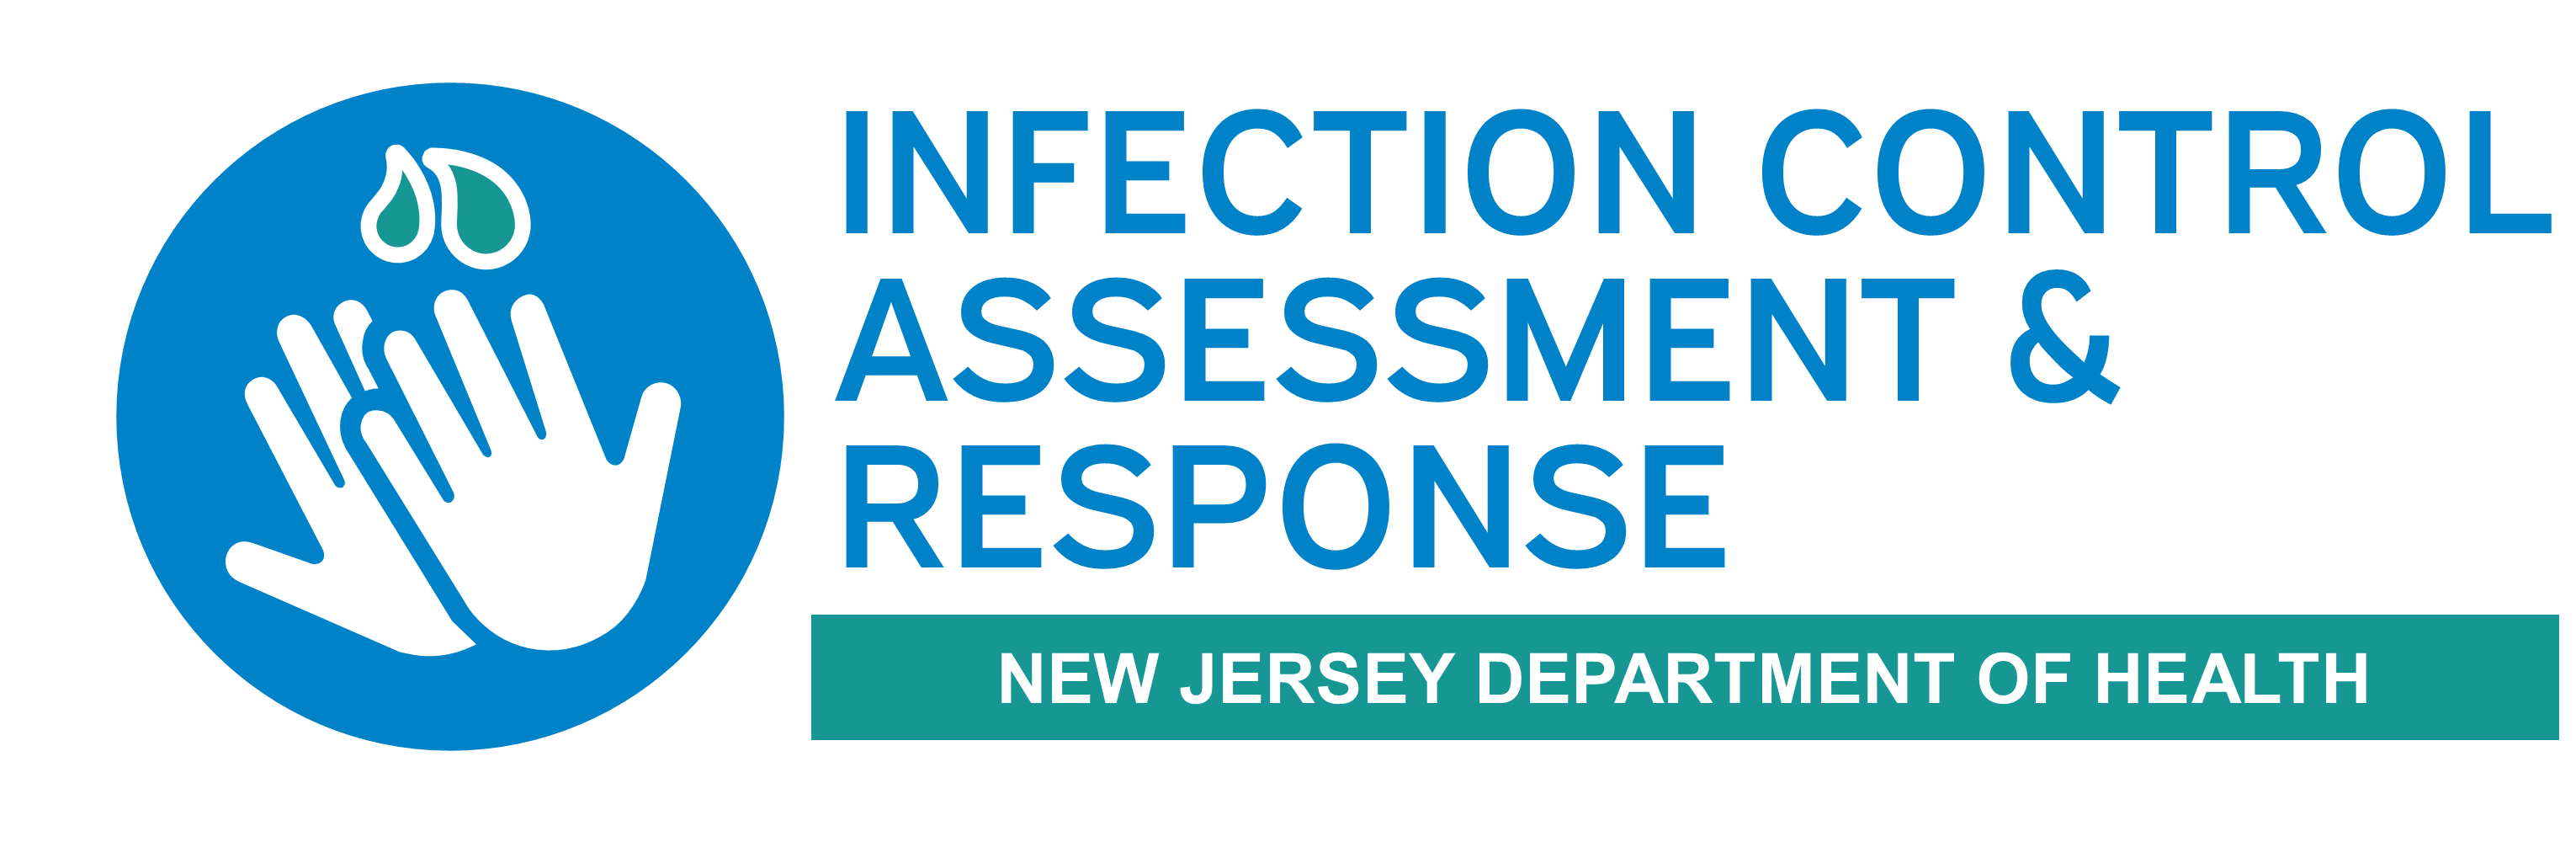 INFECTION CONTROL
ASSESSMENT &
RESPONSE
NEW JERSEY DEPARTMENT OF HEALTH